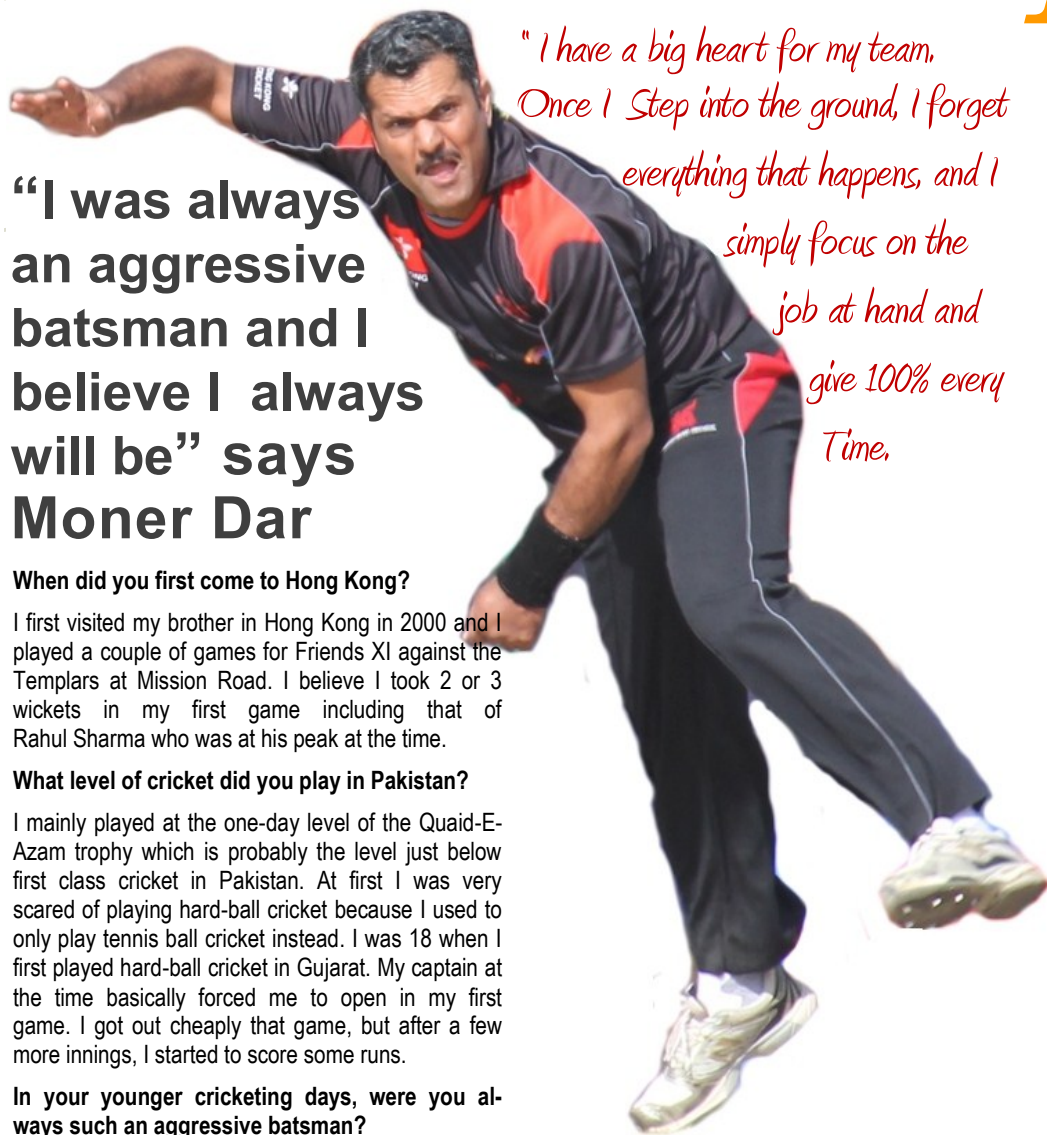 " I have a big heart for my team.
Once I Step into the ground, I forget
everything that happens, and I
simply focus on the
job at hand and
give 100% every
Time.
“I was always
an aggressive
batsman and I
believe I  always
will be” says
Moner Dar
When did you first come to Hong Kong?
I first visited my brother in Hong Kong in 2000 and I
played a couple of games for Friends XI against the
Templars at Mission Road. I believe I took 2 or 3
wickets in my first game including that of
Rahul Sharma who was at his peak at the time.
What level of cricket did you play in Pakistan?
I mainly played at the one-day level of the Quaid-E-
Azam trophy which is probably the level just below
first class cricket in Pakistan. At first I was very
scared of playing hard-ball cricket because I used to
only play tennis ball cricket instead. I was 18 when I
first played hard-ball cricket in Gujarat. My captain at
the time basically forced me to open in my first
game. I got out cheaply that game, but after a few
more innings, I started to score some runs.
In your younger cricketing days, were you al-
ways such an aggressive batsman?